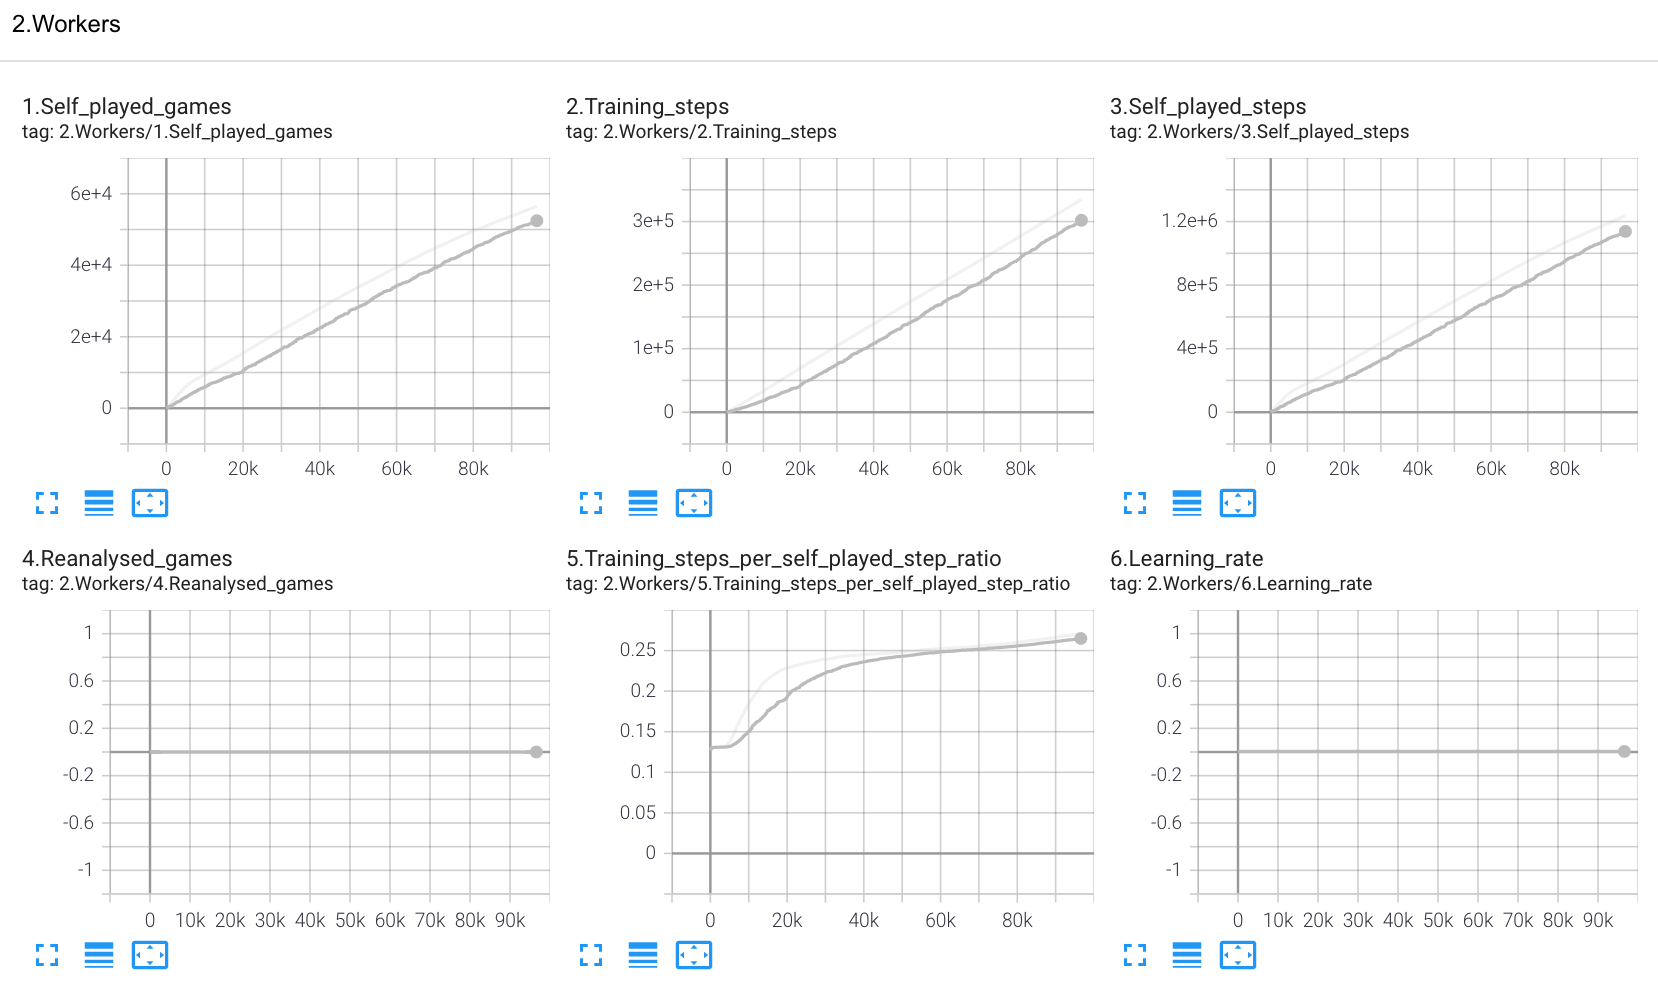 2.Workers
1.Self_played_games
tag: 2.Workers/1.Self_played_games
6e+4
4e+4
2e+4
0
0 20k 40k 60k 80k
2.Training_steps
tag: 2.Workers/2.Training_steps
3e+5
2e+5
1e+5
0
0 20k 40k 60k 80k
3.Self_played_steps
tag: 2.Workers/3.Self_played_steps
1.2e+6
8e+5
4e+5
0
0 20k 40k 60k 80k
4.Reanalysed_games
tag: 2.Workers/4.Reanalysed_games
1
0.6
0.2
-0.2
-0.6
-1
0 10k 20k 30k 40k 50k 60k 70k 80k 90k
5.Training_steps_per_self_played_step_ratio
tag: 2.Workers/5.Training_steps_per_self_played_step_ratio
0.25
0.2
0.15
0.1
0.05
0
0 20k 40k 60k 80k
6.Learning_rate
tag: 2.Workers/6.Learning_rate
1
0.6
0.2
-0.2
-0.6
-1
0 10k 20k 30k 40k 50k 60k 70k 80k 90k